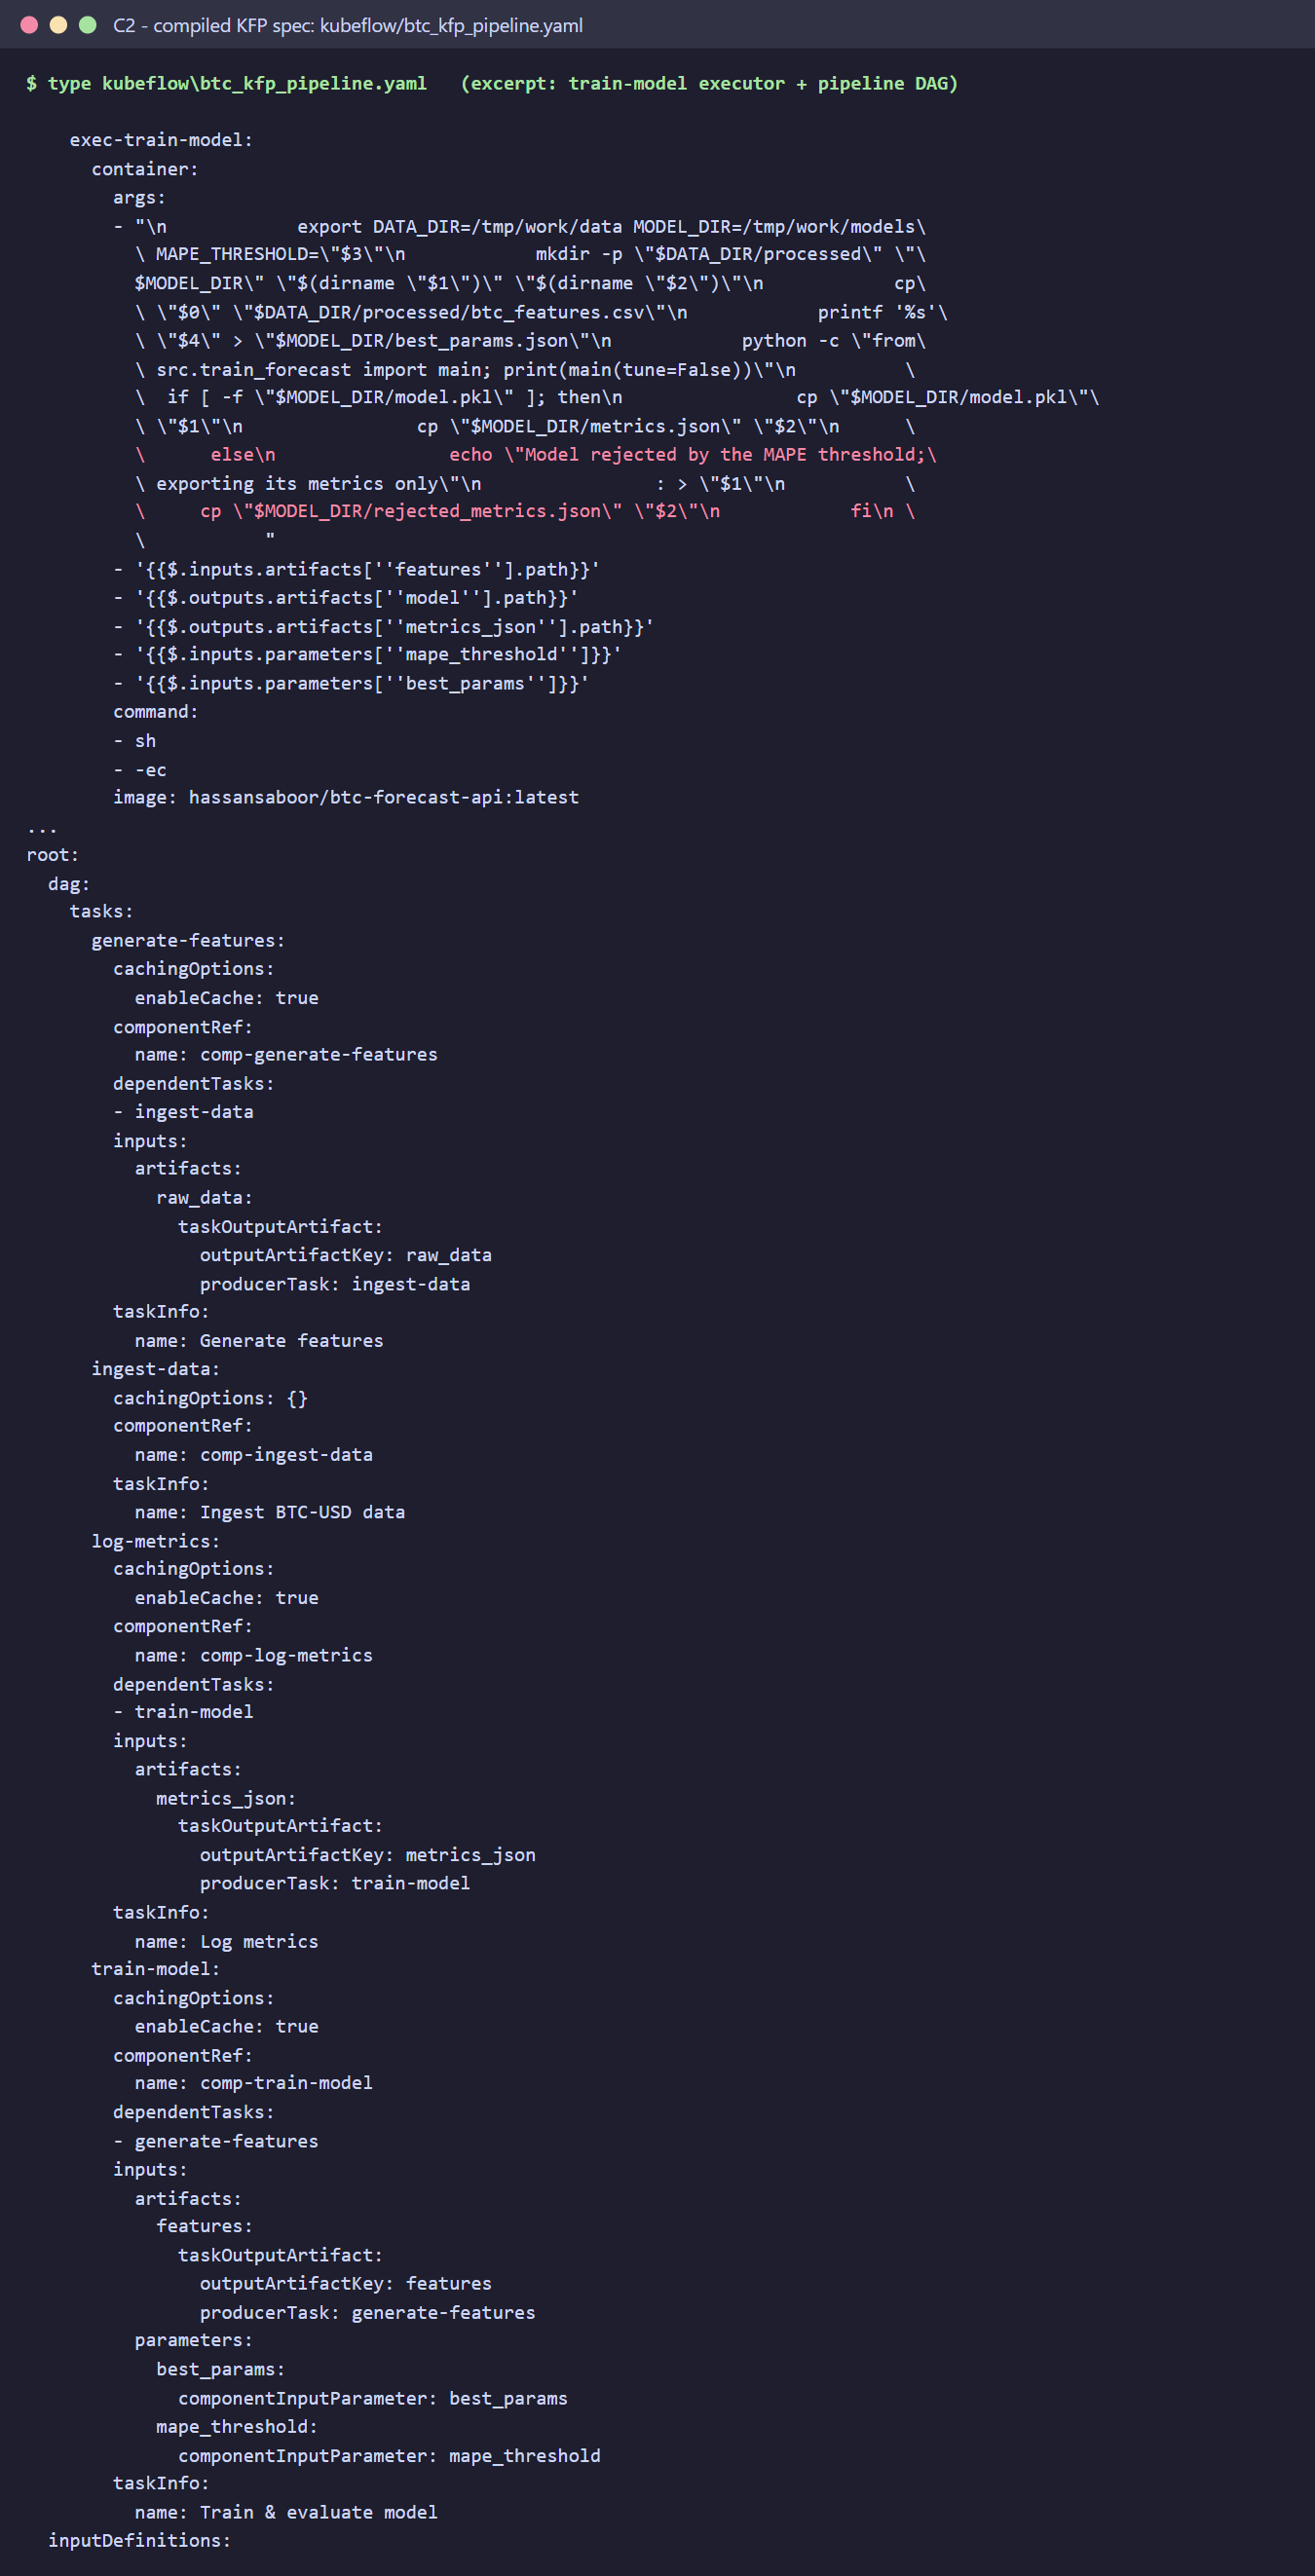 C2 - compiled KFP spec: kubeflow/btc_kfp_pipeline.yaml
$ type kubeflow\btc_kfp_pipeline.yaml   (excerpt: train-model executor + pipeline DAG)
    exec-train-model:
      container:
        args:
        - "\n            export DATA_DIR=/tmp/work/data MODEL_DIR=/tmp/work/models\
          \ MAPE_THRESHOLD=\"$3\"\n            mkdir -p \"$DATA_DIR/processed\" \"\
          $MODEL_DIR\" \"$(dirname \"$1\")\" \"$(dirname \"$2\")\"\n            cp\
          \ \"$0\" \"$DATA_DIR/processed/btc_features.csv\"\n            printf '%s'\
          \ \"$4\" > \"$MODEL_DIR/best_params.json\"\n            python -c \"from\
          \ src.train_forecast import main; print(main(tune=False))\"\n          \
          \  if [ -f \"$MODEL_DIR/model.pkl\" ]; then\n                cp \"$MODEL_DIR/model.pkl\"\
          \ \"$1\"\n                cp \"$MODEL_DIR/metrics.json\" \"$2\"\n      \
          \      else\n                echo \"Model rejected by the MAPE threshold;\
          \ exporting its metrics only\"\n                : > \"$1\"\n           \
          \     cp \"$MODEL_DIR/rejected_metrics.json\" \"$2\"\n            fi\n \
          \           "
        - '{{$.inputs.artifacts[''features''].path}}'
        - '{{$.outputs.artifacts[''model''].path}}'
        - '{{$.outputs.artifacts[''metrics_json''].path}}'
        - '{{$.inputs.parameters[''mape_threshold'']}}'
        - '{{$.inputs.parameters[''best_params'']}}'
        command:
        - sh
        - -ec
        image: hassansaboor/btc-forecast-api:latest
...
root:
  dag:
    tasks:
      generate-features:
        cachingOptions:
          enableCache: true
        componentRef:
          name: comp-generate-features
        dependentTasks:
        - ingest-data
        inputs:
          artifacts:
            raw_data:
              taskOutputArtifact:
                outputArtifactKey: raw_data
                producerTask: ingest-data
        taskInfo:
          name: Generate features
      ingest-data:
        cachingOptions: {}
        componentRef:
          name: comp-ingest-data
        taskInfo:
          name: Ingest BTC-USD data
      log-metrics:
        cachingOptions:
          enableCache: true
        componentRef:
          name: comp-log-metrics
        dependentTasks:
        - train-model
        inputs:
          artifacts:
            metrics_json:
              taskOutputArtifact:
                outputArtifactKey: metrics_json
                producerTask: train-model
        taskInfo:
          name: Log metrics
      train-model:
        cachingOptions:
          enableCache: true
        componentRef:
          name: comp-train-model
        dependentTasks:
        - generate-features
        inputs:
          artifacts:
            features:
              taskOutputArtifact:
                outputArtifactKey: features
                producerTask: generate-features
          parameters:
            best_params:
              componentInputParameter: best_params
            mape_threshold:
              componentInputParameter: mape_threshold
        taskInfo:
          name: Train & evaluate model
  inputDefinitions: